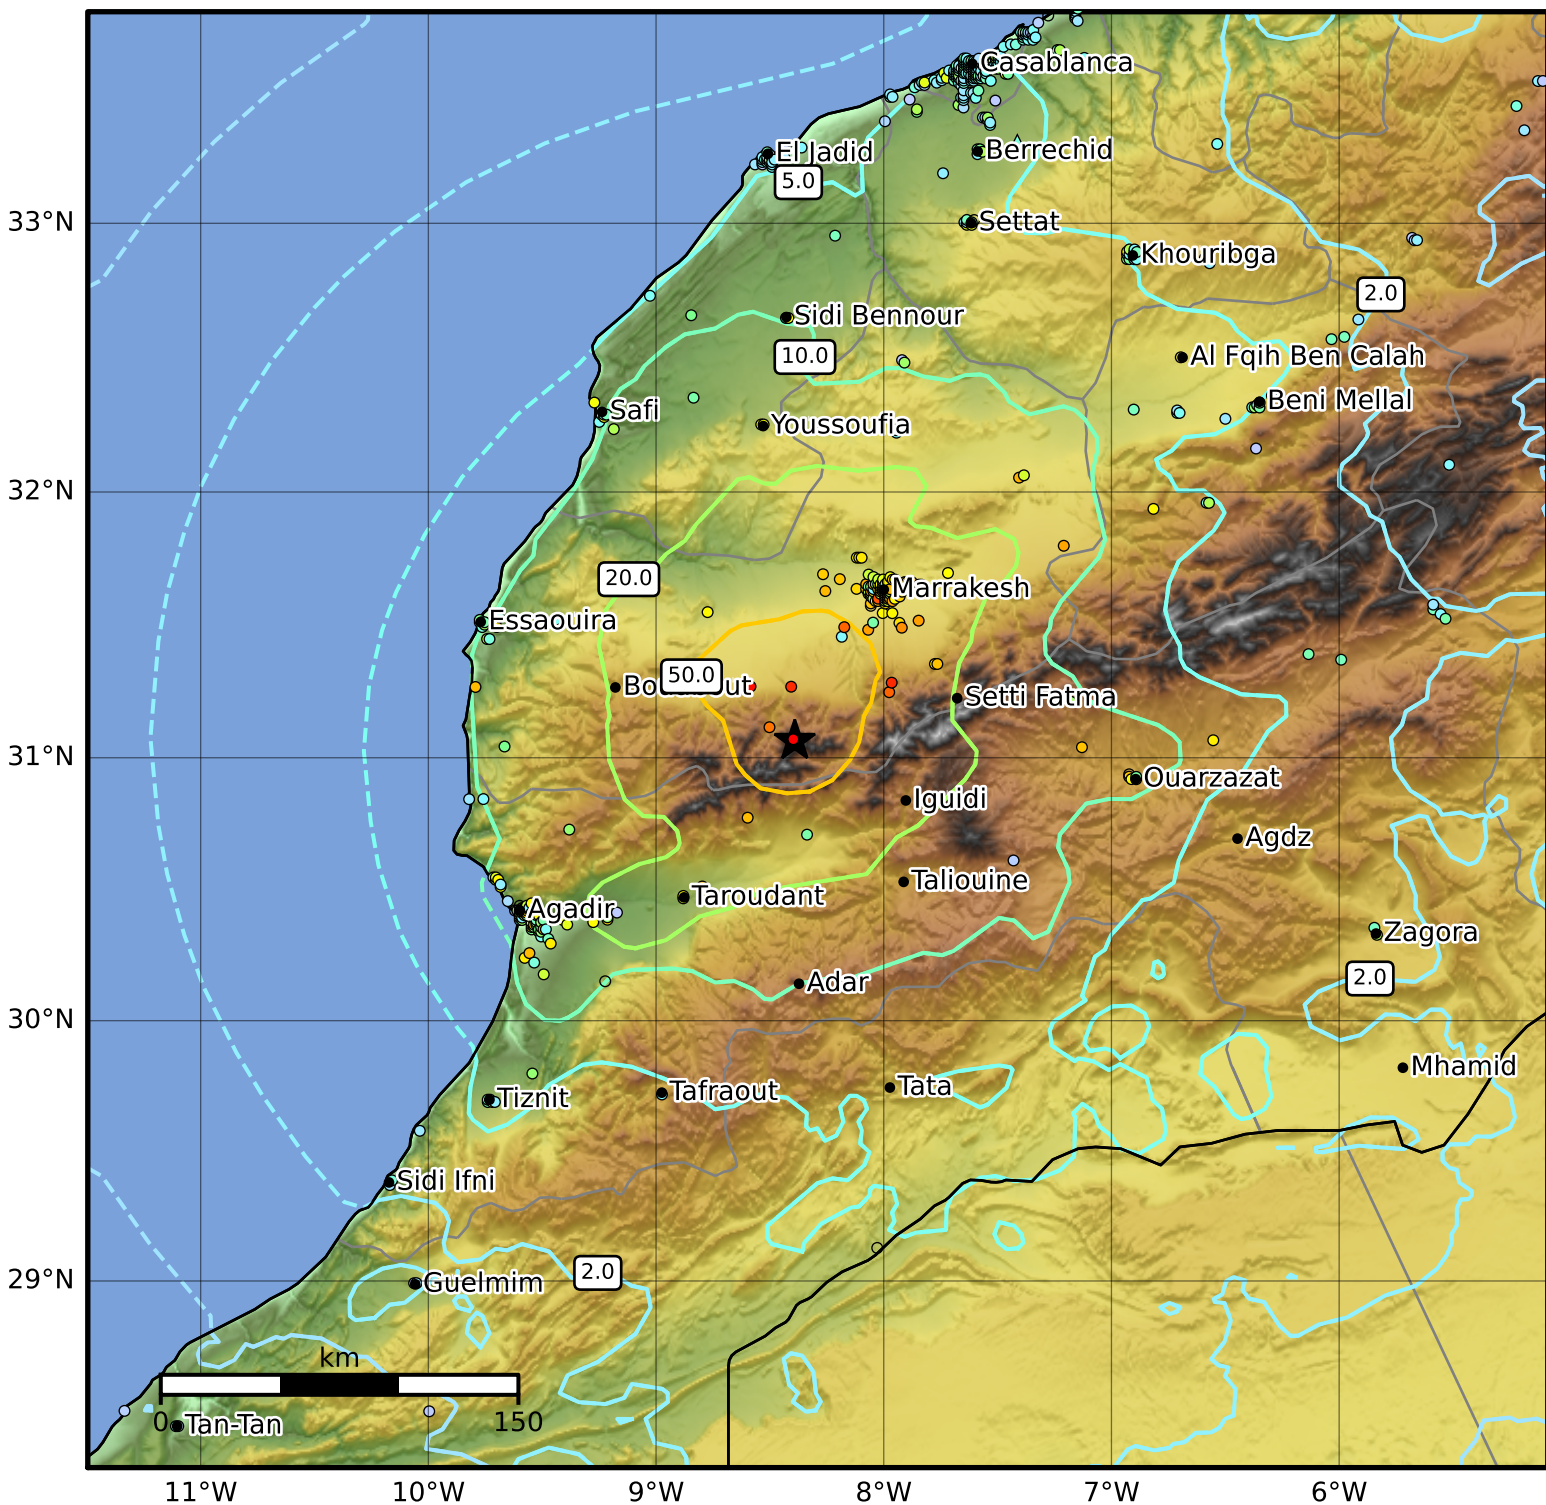 Casablanca
El Jadid
Berrechid
5.0
33°N
Settat
Khouribga
2.0
Sidi Bennour
10.0
Al Fqih Ben Calah
Beni Mellal
Safi
Youssoufia
32°N
20.0
Marrakesh
Essaouira
50.0
Setti Fatma
31°N
Ouarzazat
Iguidi
Agdz
Taliouine
Taroudant
Agadir
Zagora
2.0
Adar
30°N
Mhamid
Tata
Tafraout
Tiznit
Sidi Ifni
2.0
29°N
Guelmim
km
0
150
Tan-Tan
11°W
10°W
9°W
8°W
7°W
6°W